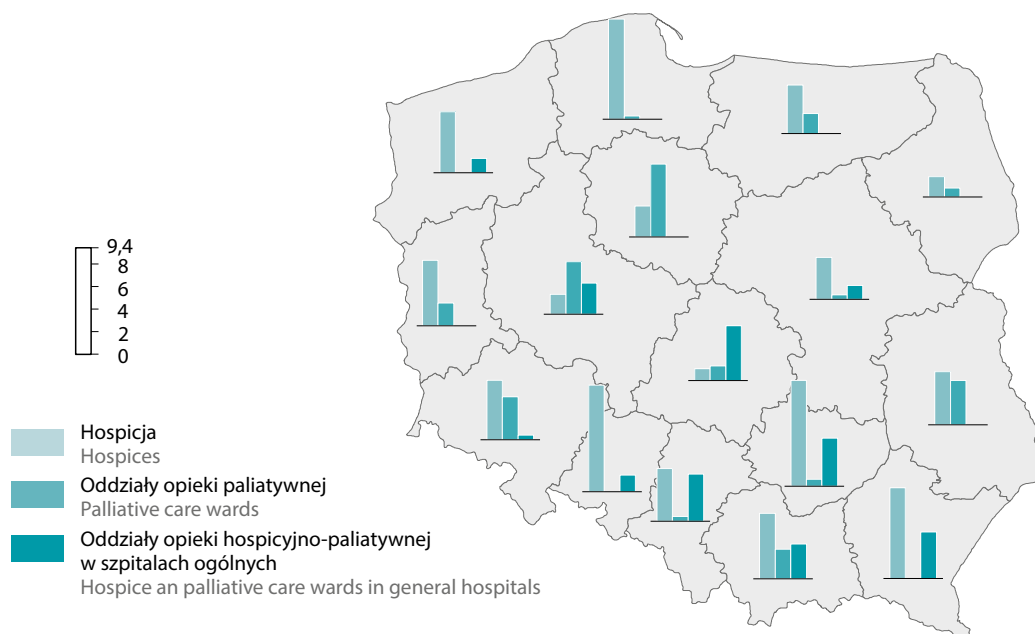 9,4
8
6
4
2
0
Hospicja
Hospices
Oddziały opieki paliatywnej
Palliative care wards
Oddziały opieki hospicyjno-paliatywnej
w szpitalach ogólnych
Hospice an palliative care wards in general hospitals